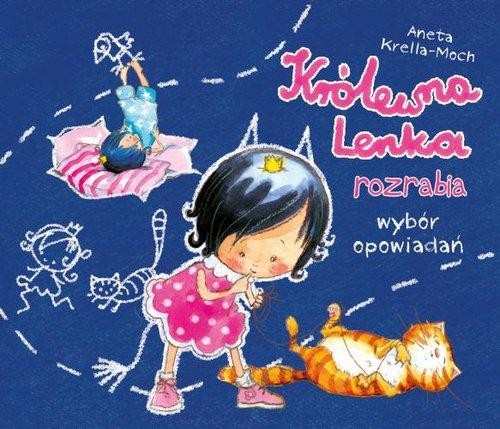 Aneta
Krella-Moch
Królewna
Lenka
rozrabia
wybór
opowiadań